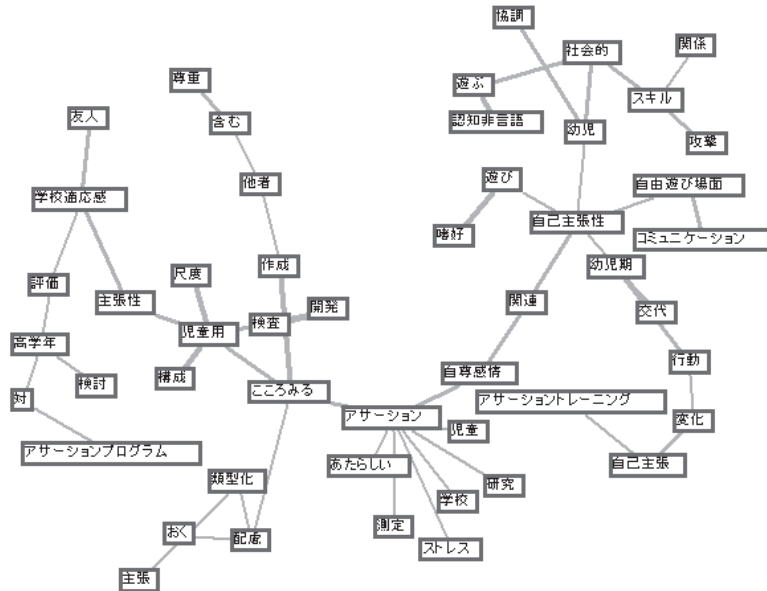 協調
社会的
関係
尊重
遊ぶ
スキル
友人
含む
認知非言語
幼児
攻撃
他者
遊び
自由遊び場面
学校適応感
自己主張性
嗜好
コミュニケーション
作成
尺度
幼児期
評価
主張性
開発
関連
交代
児童用
検査
高学年
行動
構成
自尊感情
検討
こころみる
対
アサーション
アサーショントレーニング
児童
変化
アサーションプログラム
あたらしい
自己主張
類型化
研究
学校
おく
配慮
測定
ストレス
主張